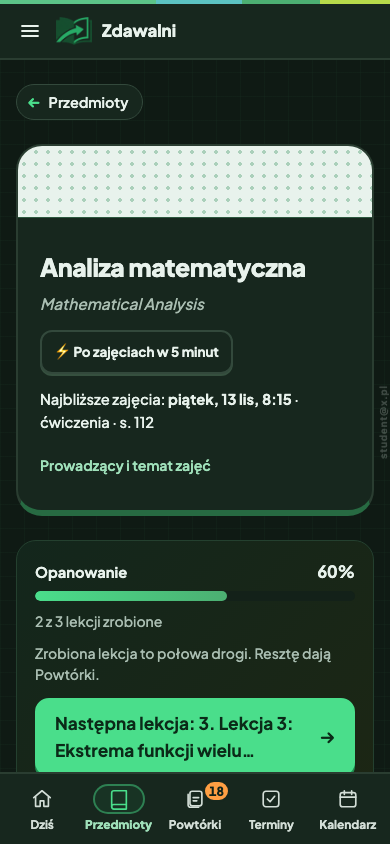 Zdawalni
← Przedmioty
Analiza matematyczna
Mathematical Analysis
⚡ Po zajęciach w 5 minut
Najbliższe zajęcia: piątek, 13 lis, 8:15 ·
ćwiczenia · s. 112
Prowadzący i temat zajęć
student@x.pl
Opanowanie 60%
2 z 3 lekcji zrobione
Zrobiona lekcja to połowa drogi. Resztę dają
Powtórki.
Następna lekcja: 3. Lekcja 3:
Ekstrema funkcji wielu… →
18
Dziś Przedmioty Powtórki Terminy Kalendarz